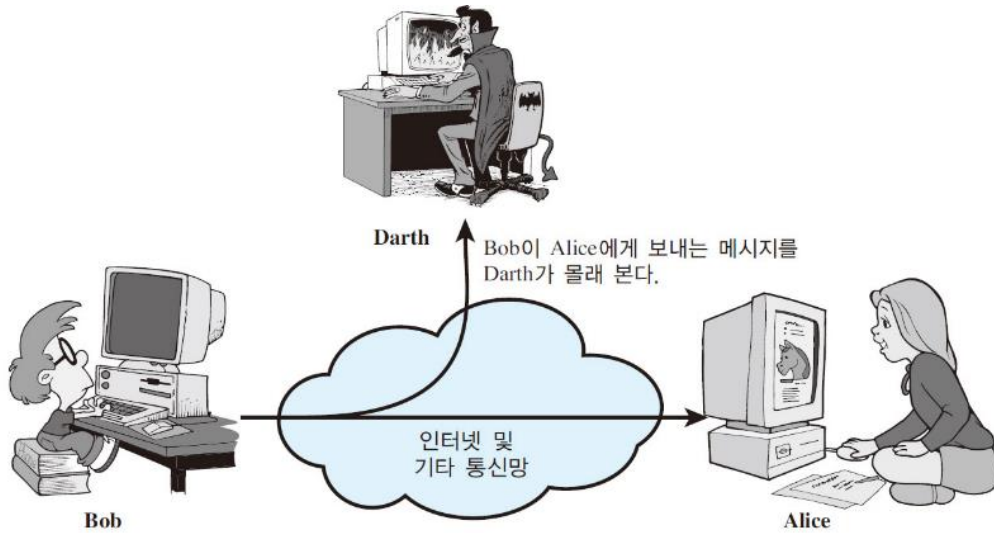 Darth
Bob이 Alice에게 보내는 메시지를
Darth가 몰래 본다.
인터넷 및
기타 통신망
Bob
Alice